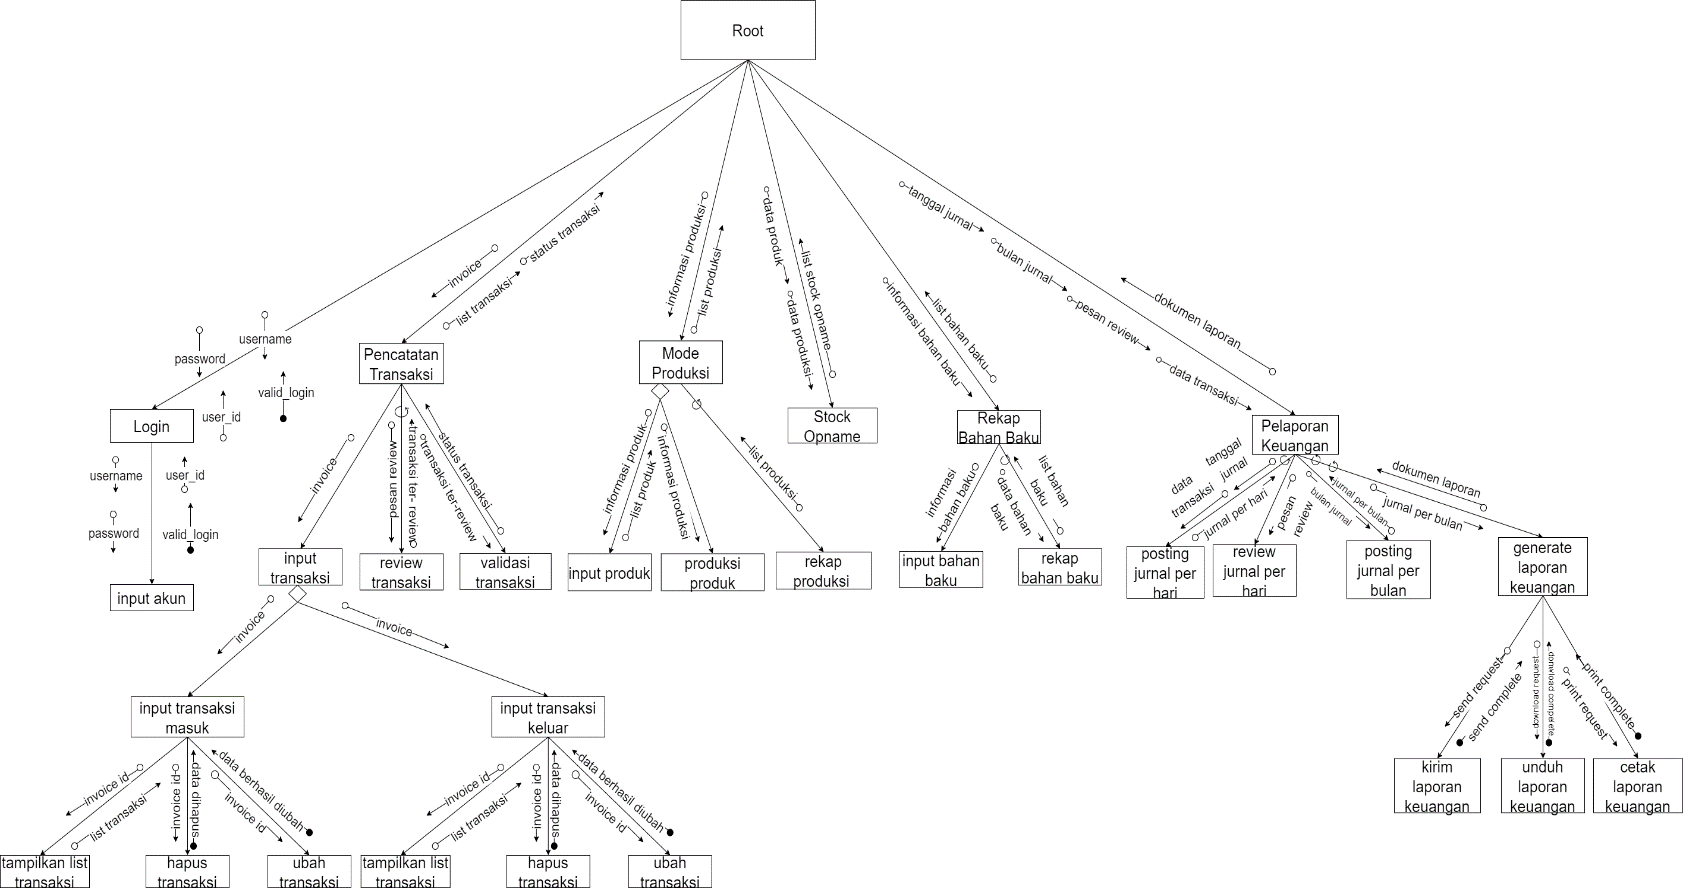 Root
tanggal jurnal
bulan jurnal
pesan review
data transaksi
dokumen laporan
informasi produksi
list produksi
data produk
data produksi
list stock opname
informasi bahan baku
list bahan baku
status transaksi
invoice
list transaksi
username
password
valid_login
user_id
Login
Pencatatan
Transaksi
Mode
Produksi
Stock
Opname
Rekap
Bahan Baku
Pelaporan
Keuangan
username
user_id
password
valid_login
invoice
pesan review
transaksi ter- review
transaksi ter-review
status transaksi
informasi produk
list produk
informasi produksi
list produksi
informasi
bahan baku
data bahan
baku
list bahan
baku
tanggal
jurnal
data
transaksi
jurnal per hari
pesan
review
bulan jurnal
jurnal per bulan
jurnal per bulan
dokumen laporan
input akun
input
transaksi
review
transaksi
validasi
transaksi
input produk
produksi
produk
rekap
produksi
input bahan
baku
rekap
bahan baku
posting
jurnal per
hari
review
jurnal per
hari
posting
jurnal per
bulan
generate
laporan
keuangan
invoice
invoice
send request
send complete
download request
download complete
print request
print complete
input transaksi
masuk
input transaksi
keluar
invoice id
list transaksi
invoice id
data dihapus
invoice id
data berhasil diubah
invoice id
list transaksi
invoice id
data dihapus
invoice id
data berhasil diubah
kirim
laporan
keuangan
unduh
laporan
keuangan
cetak
laporan
keuangan
tampilkan list
transaksi
hapus
transaksi
ubah
transaksi
tampilkan list
transaksi
hapus
transaksi
ubah
transaksi